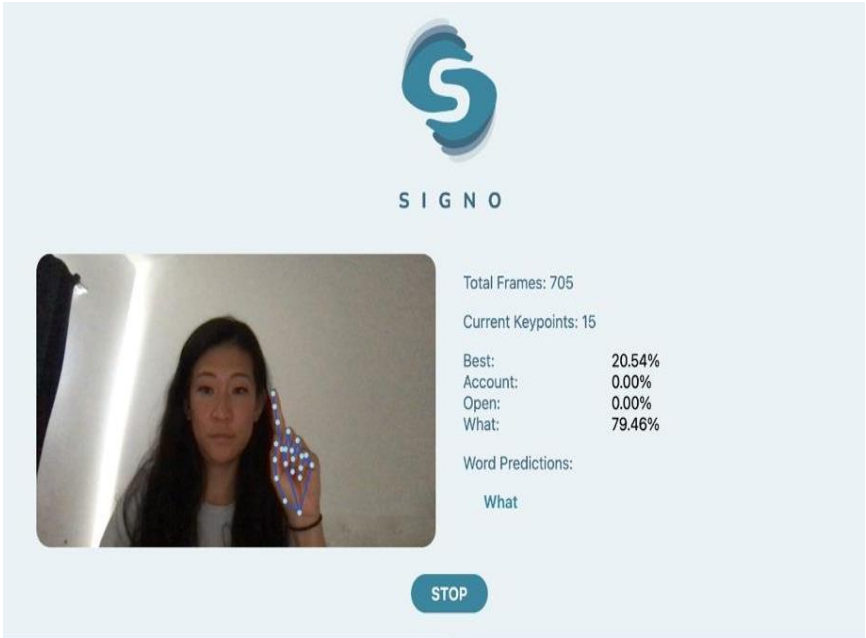 S
SIGNO
Total Frames: 705
Current Keypoints: 15
Best: 20.54%
Account: 0.00%
Open: 0.00%
What: 79.46%
Word Predictions:
What
STOP